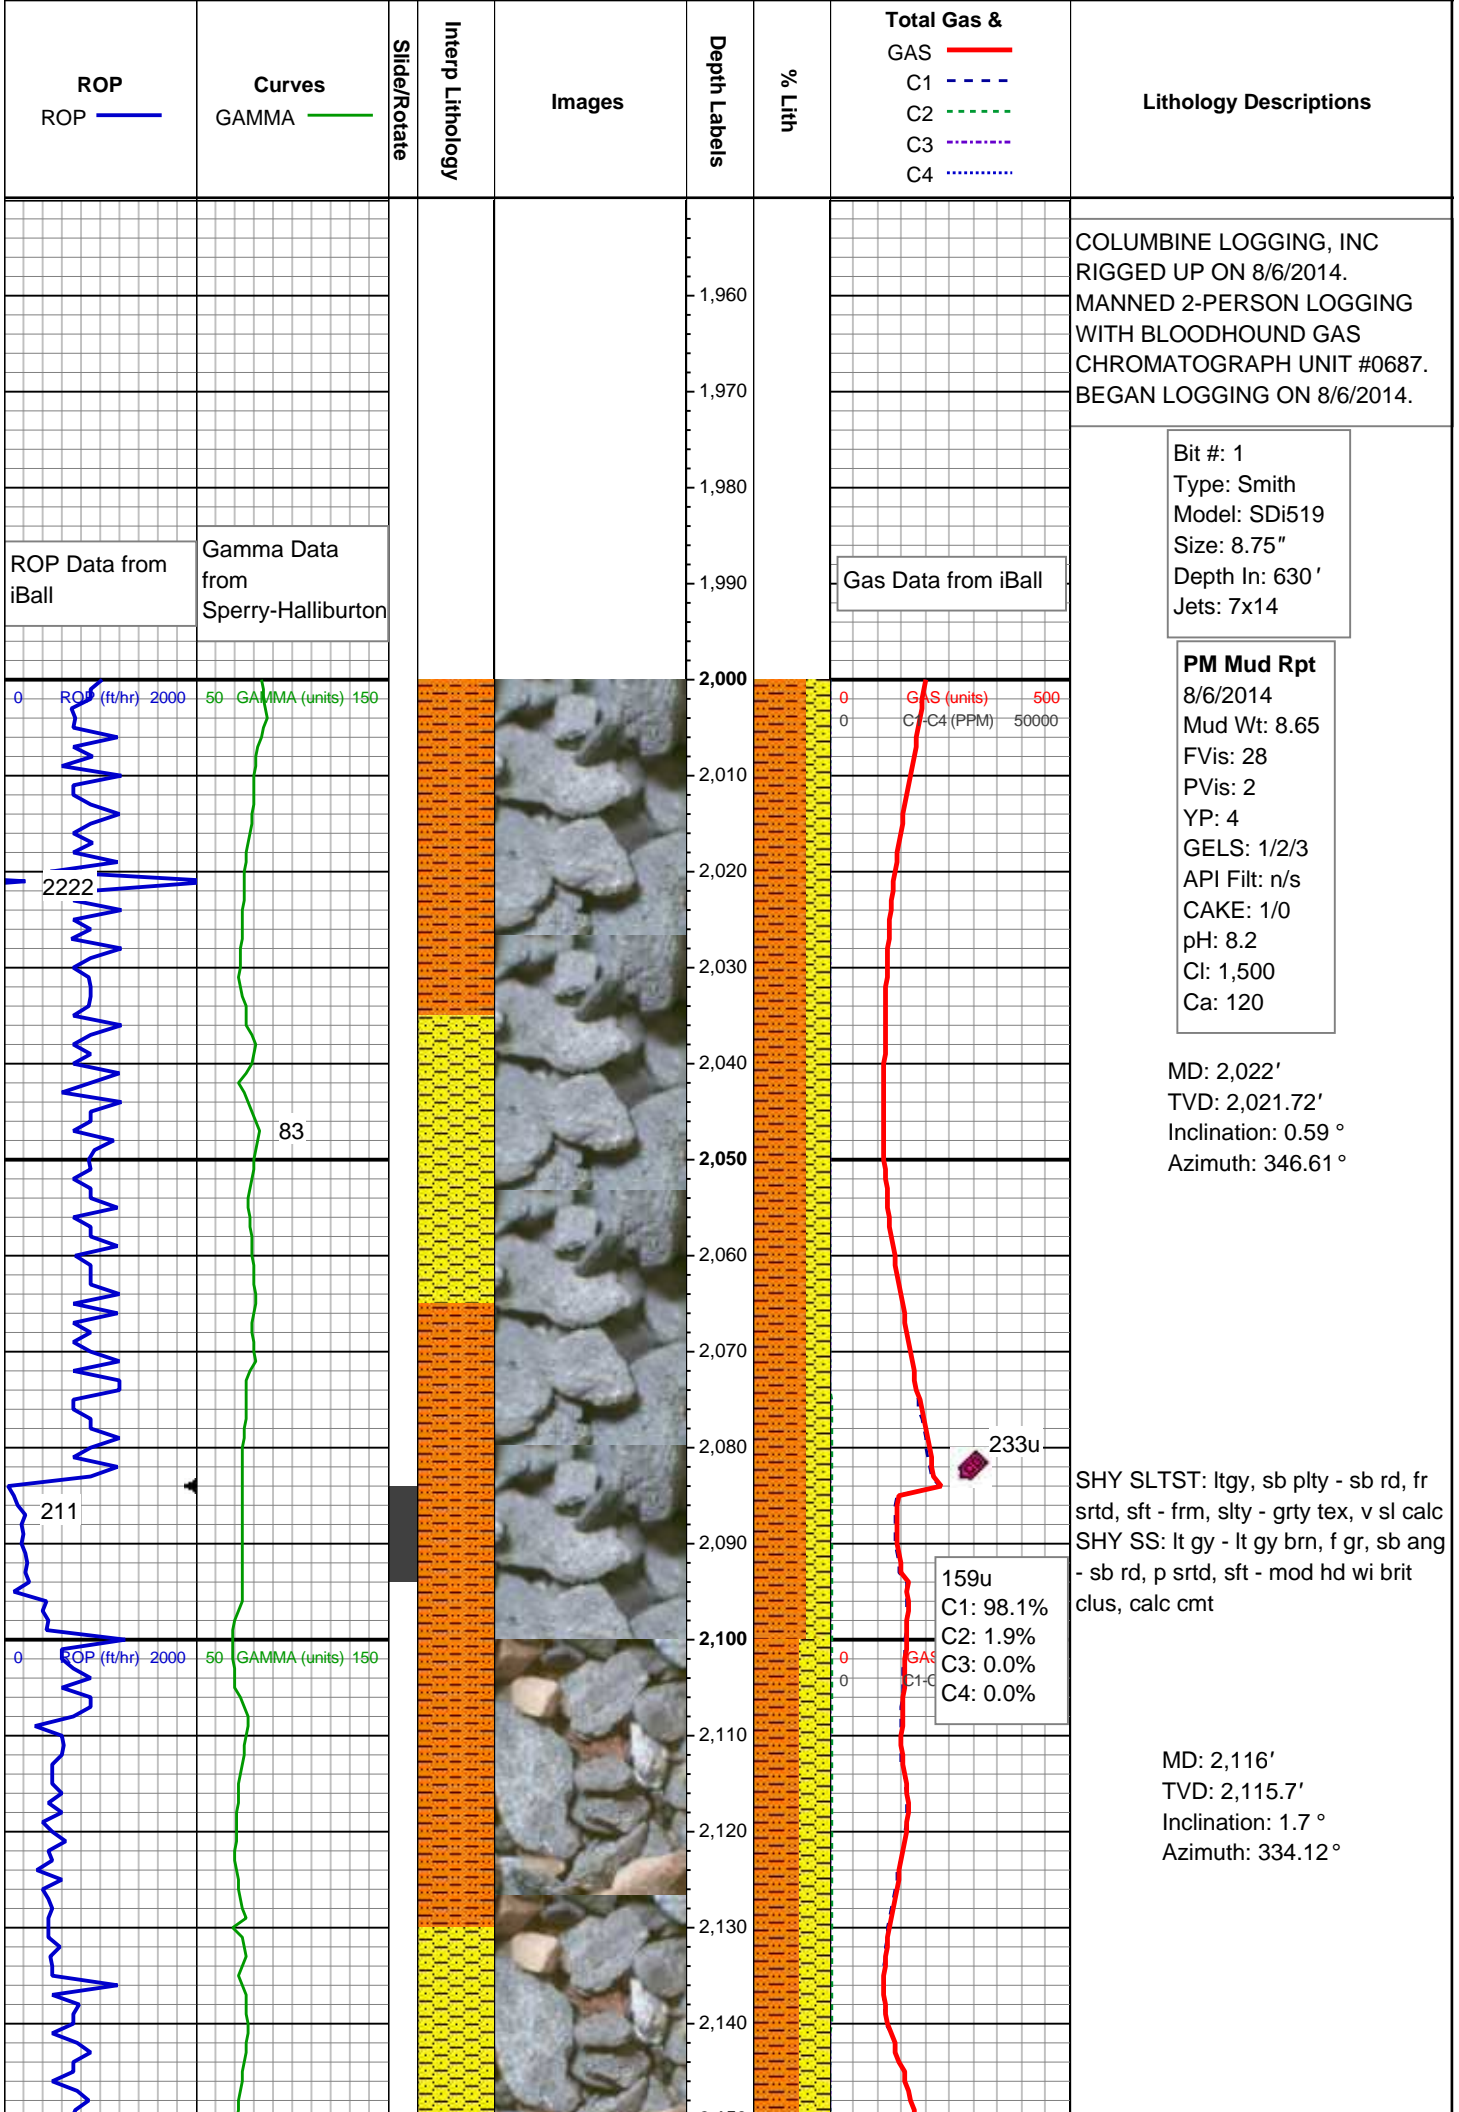 ROP
ROP
Curves
GAMMA
Slide/Rotate
Interp Lithology
Images
Depth Labels
% Lith
Total Gas &
GAS
C1
C2
C3
C4
Lithology Descriptions
COLUMBINE LOGGING, INC
RIGGED UP ON 8/6/2014.
MANNED 2-PERSON LOGGING
WITH BLOODHOUND GAS
CHROMATOGRAPH UNIT #0687.
BEGAN LOGGING ON 8/6/2014.
1,960
1,970
1,980
1,990
Bit #: 1
Type: Smith
Model: SDi519
Size: 8.75"
Depth In: 630'
Jets: 7x14
ROP Data from
iBall
Gamma Data
from
Sperry-Halliburton
Gas Data from iBall
PM Mud Rpt
8/6/2014
Mud Wt: 8.65
FVis: 28
PVis: 2
YP: 4
GELS: 1/2/3
API Filt: n/s
CAKE: 1/0
pH: 8.2
Cl: 1,500
Ca: 120
0 ROP (ft/hr) 2000
50 GAMMA (units) 150
2,000
0 GAS (units) 500
0 C1-C4 (PPM) 50000
2,010
2,020
2222
2,030
2,040
83
2,050
MD: 2,022'
TVD: 2,021.72'
Inclination: 0.59 °
Azimuth: 346.61 °
2,060
2,070
2,080
233u
211
2,090
SHY SLTST: ltgy, sb plty - sb rd, fr
srtd, sft - frm, slty - grty tex, v sl calc
SHY SS: lt gy - lt gy brn, f gr, sb ang
- sb rd, p srtd, sft - mod hd wi brit
clus, calc cmt
159u
C1: 98.1%
C2: 1.9%
C3: 0.0%
C4: 0.0%
2,100
0 ROP (ft/hr) 2000
50 GAMMA (units) 150
0 GAS
0 C1-C
2,110
2,120
2,130
2,140
MD: 2,116'
TVD: 2,115.7'
Inclination: 1.7 °
Azimuth: 334.12 °